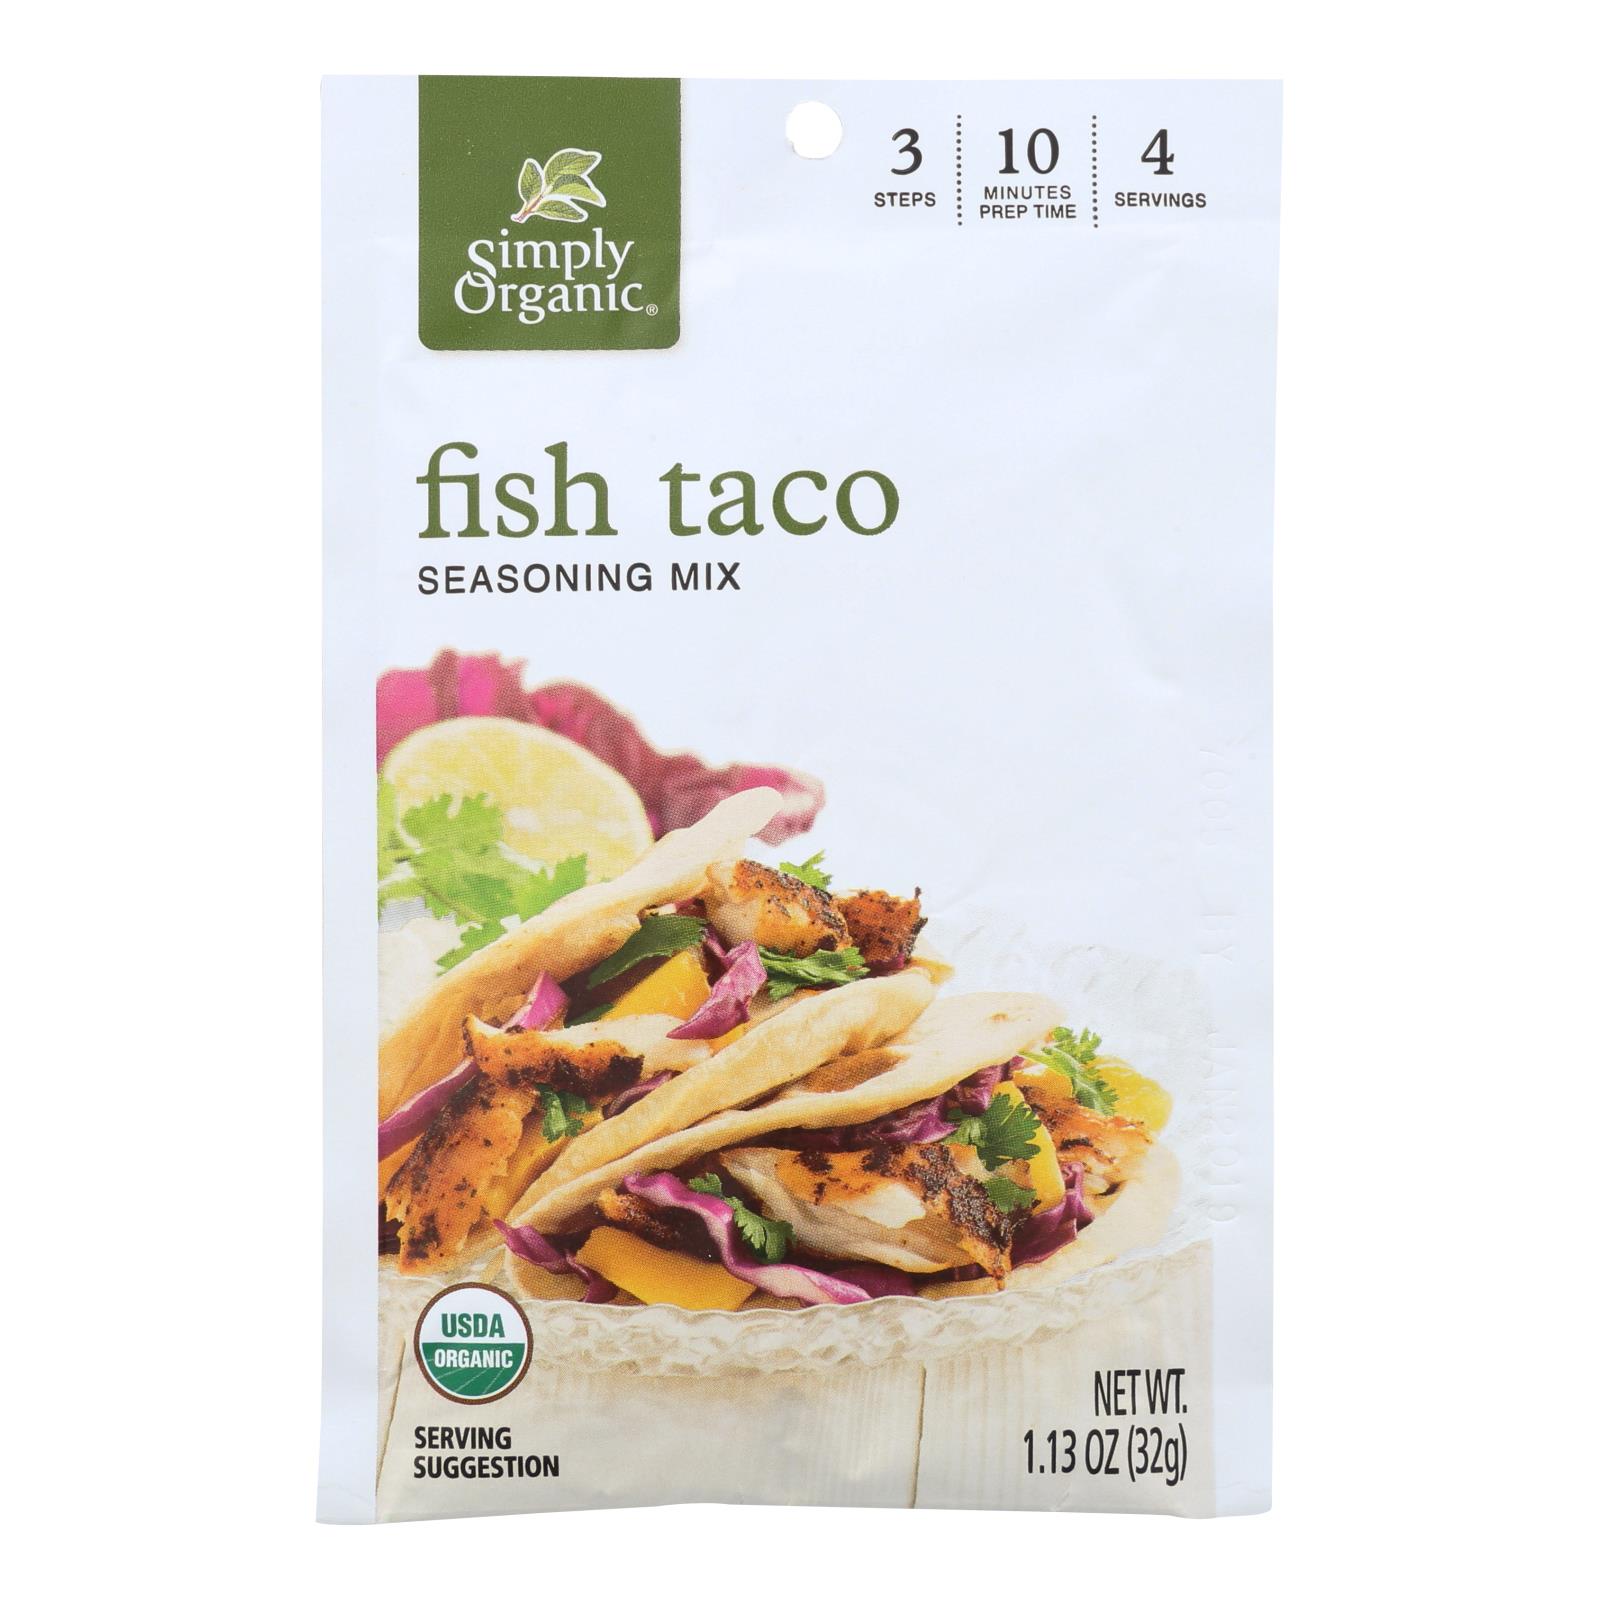 Simply
Organic®
3
STEPS
10
MINUTES
PREP TIME
4
SERVINGS
fish taco
SEASONING MIX
USDA
ORGANIC
SERVING
SUGGESTION
NET WT.
1.13 OZ (32g)